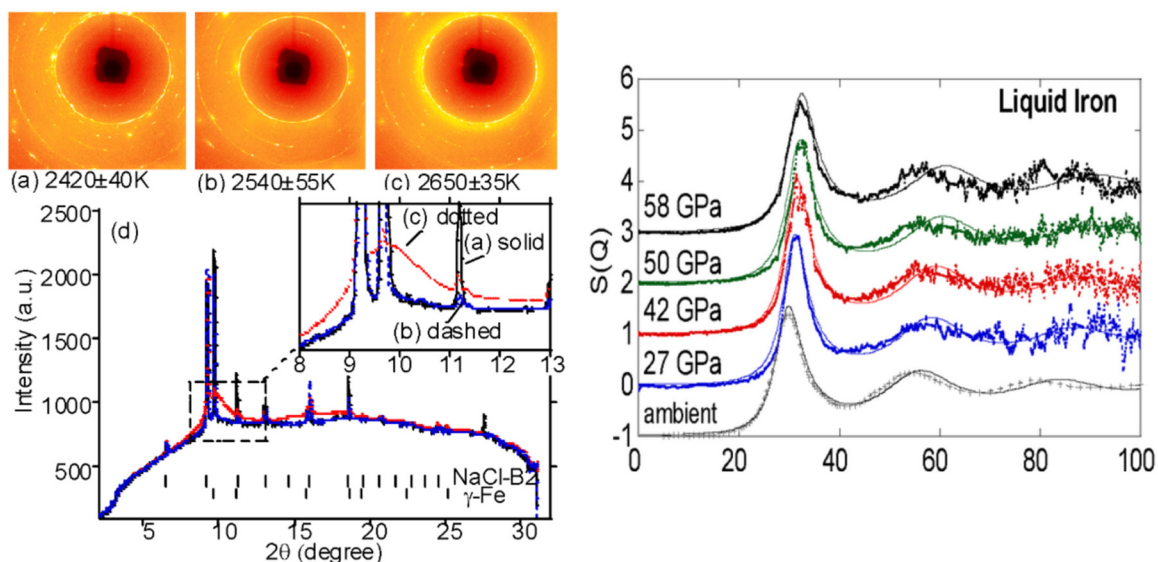 (a) 2420±40K
(b) 2540±55K
(c) 2650±35K
(d)
2500
2000
1500
1000
500
Intensity (a.u.)
(c) dotted
(a) solid
(b) dashed
8 9 10 11 12 13
NaCl-B2
γ-Fe
5 10 15 20 25 30
2θ (degree)
Liquid Iron
6
5
4
3
2
1
0
-1
S(Q)
58 GPa
50 GPa
42 GPa
27 GPa
ambient
0 20 40 60 80 100